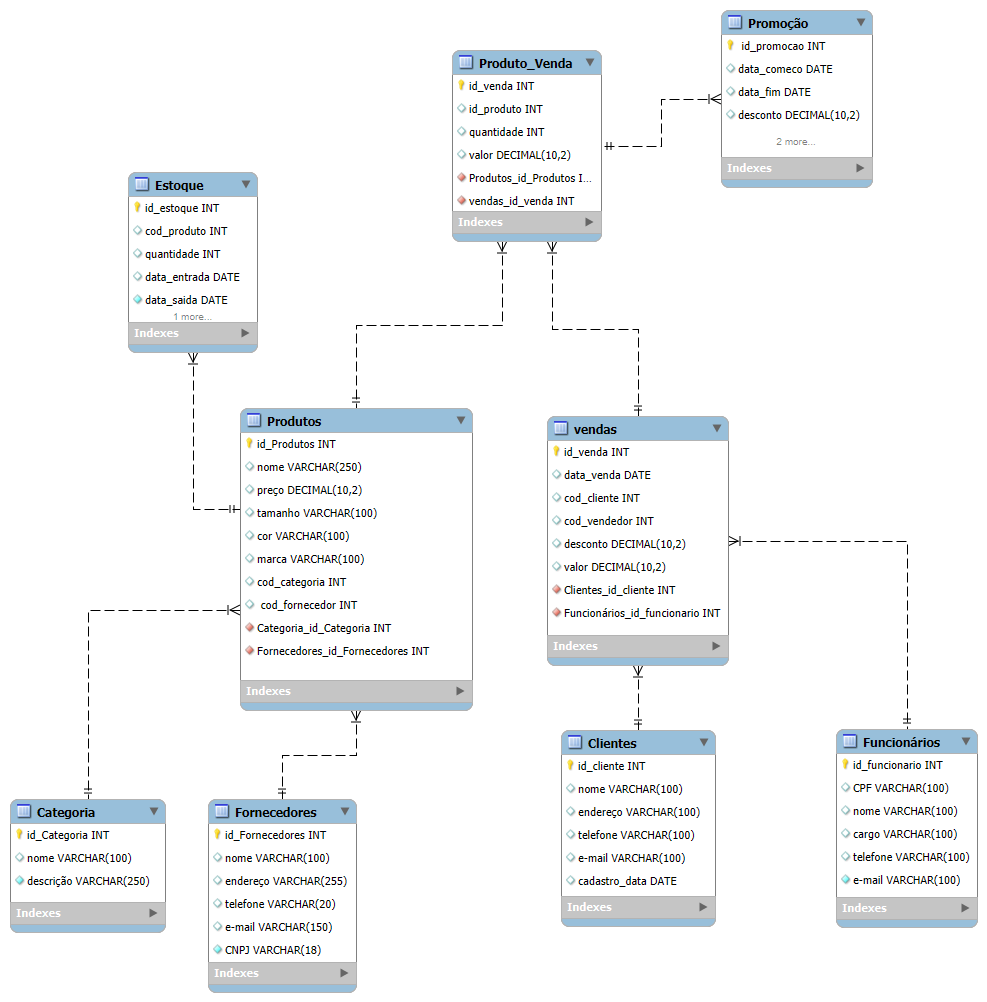 Promoção
id_promocao INT
data_comeco DATE
data_fim DATE
desconto DECIMAL(10,2)
2 more...
Indexes
Produto_Venda
id_venda INT
id_produto INT
quantidade INT
valor DECIMAL(10,2)
Produtos_id_Produtos I...
vendas_id_venda INT
Indexes
Estoque
id_estoque INT
cod_produto INT
quantidade INT
data_entrada DATE
data_saida DATE
1 more...
Indexes
Produtos
id_Produtos INT
nome VARCHAR(250)
preço DECIMAL(10,2)
tamanho VARCHAR(100)
cor VARCHAR(100)
marca VARCHAR(100)
cod_categoria INT
cod_fornecedor INT
Categoria_id_Categoria INT
Fornecedores_id_Fornecedores INT
Indexes
vendas
id_venda INT
data_venda DATE
cod_cliente INT
cod_vendedor INT
desconto DECIMAL(10,2)
valor DECIMAL(10,2)
Clientes_id_cliente INT
Funcionários_id_funcionario INT
Indexes
Categoria
id_Categoria INT
nome VARCHAR(100)
descrição VARCHAR(250)
Indexes
Fornecedores
id_Fornecedores INT
nome VARCHAR(100)
endereço VARCHAR(255)
telefone VARCHAR(20)
e-mail VARCHAR(150)
CNPJ VARCHAR(18)
Indexes
Clientes
id_cliente INT
nome VARCHAR(100)
endereço VARCHAR(100)
telefone VARCHAR(100)
e-mail VARCHAR(100)
cadastro_data DATE
Indexes
Funcionários
id_funcionario INT
CPF VARCHAR(100)
nome VARCHAR(100)
cargo VARCHAR(100)
telefone VARCHAR(100)
e-mail VARCHAR(100)
Indexes